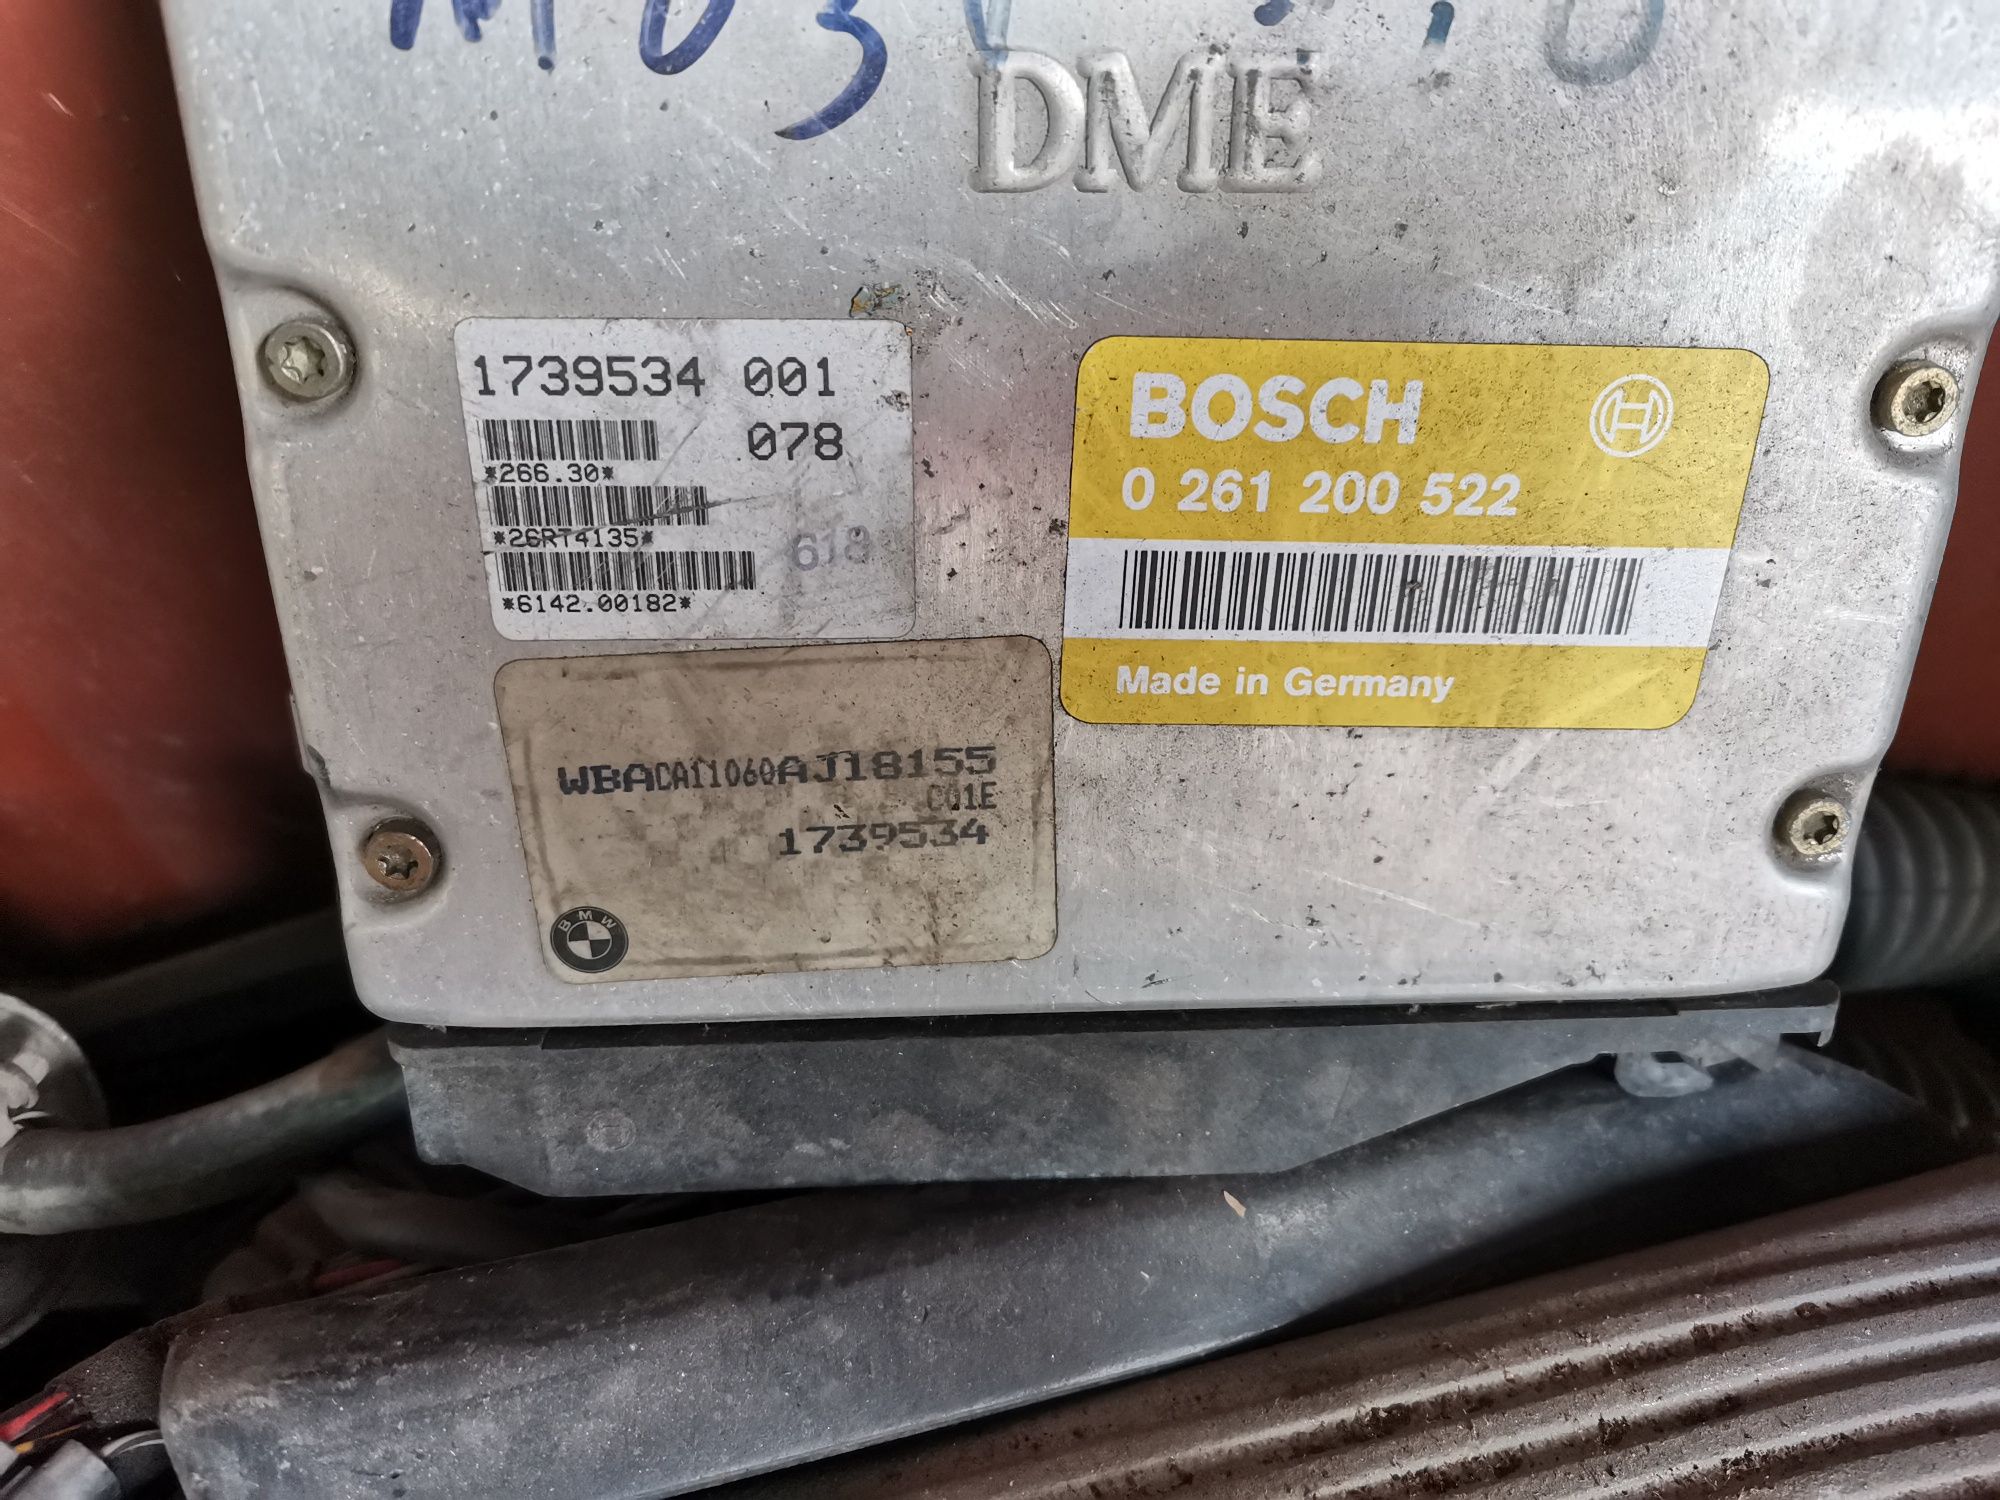 DME
1739534 001
078
*266.30*
*26RT4135*
618
*6142.00182*
BOSCH
0 261 200 522
Made in Germany
WBACA11060AJ18155
C01E
1739534
BMW